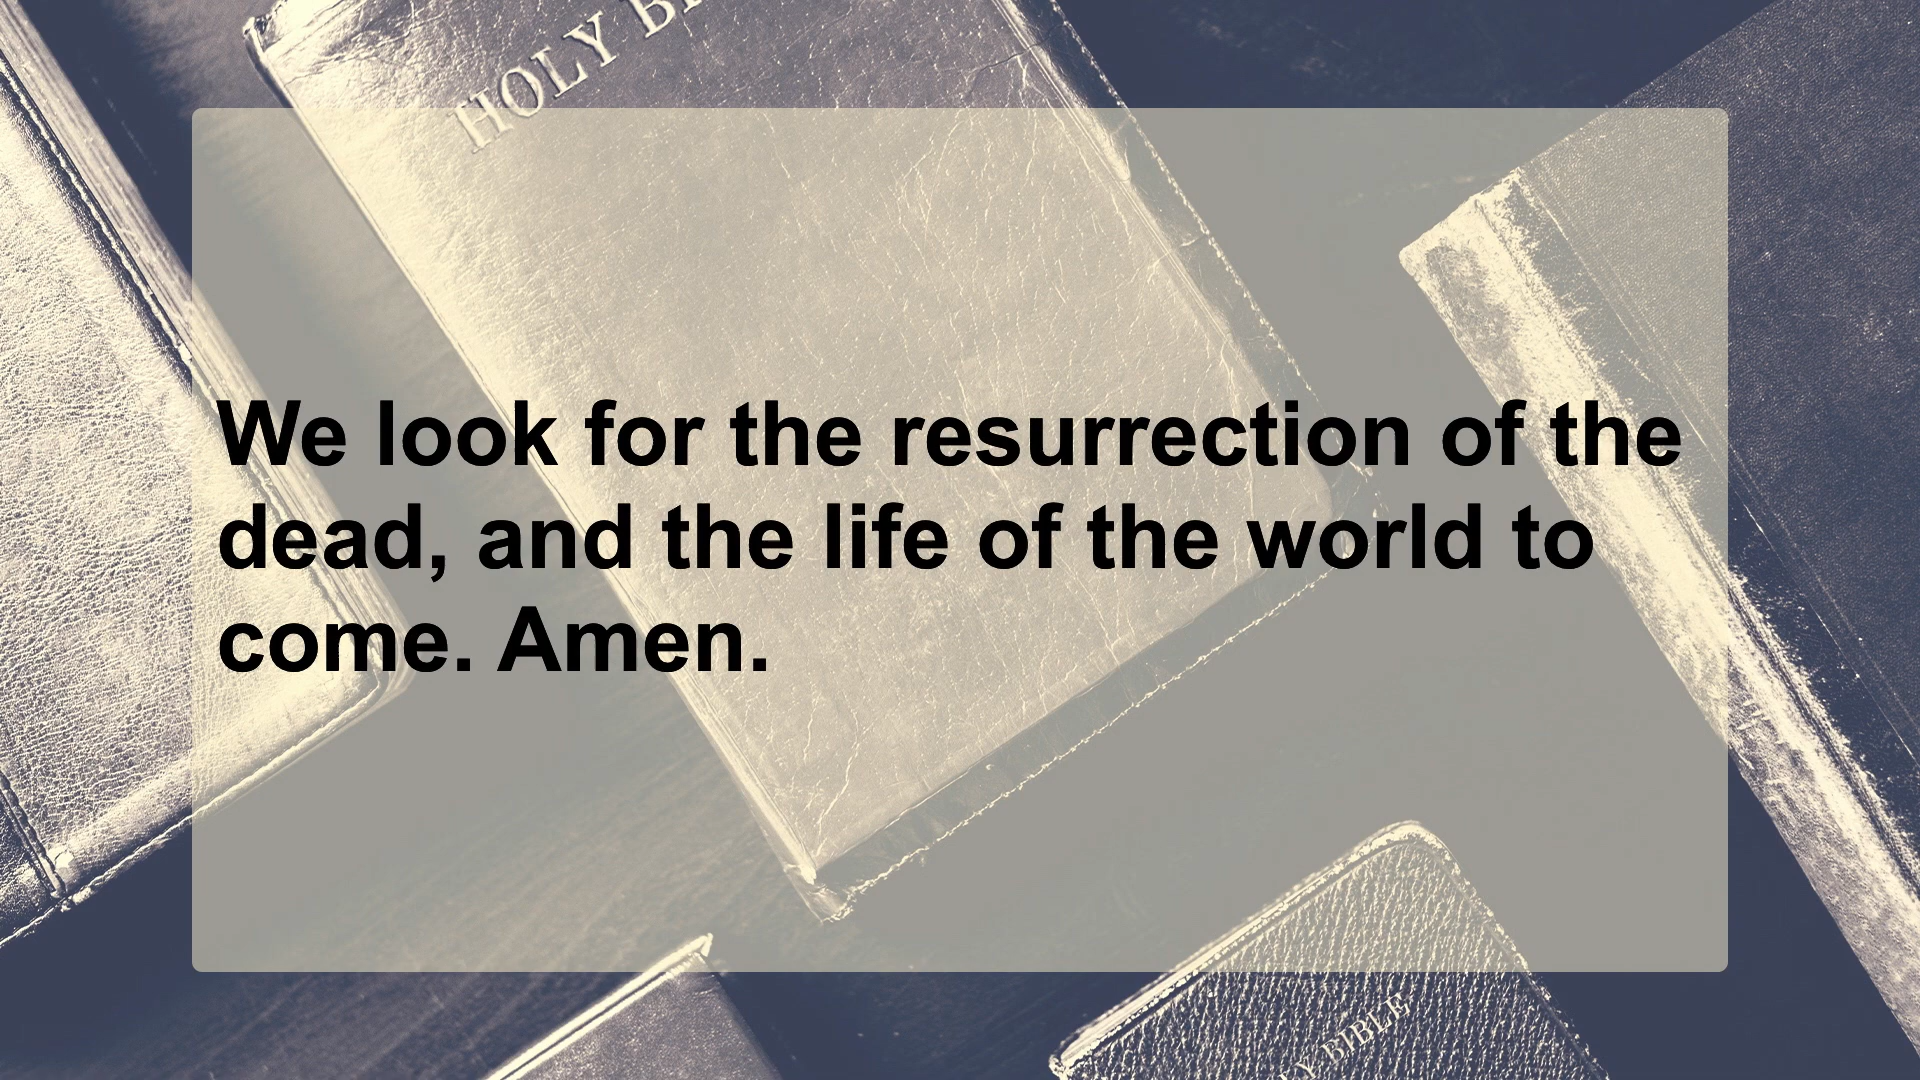 HOLY
We look for the resurrection of the
dead, and the life of the world to
come. Amen.
BIBLE